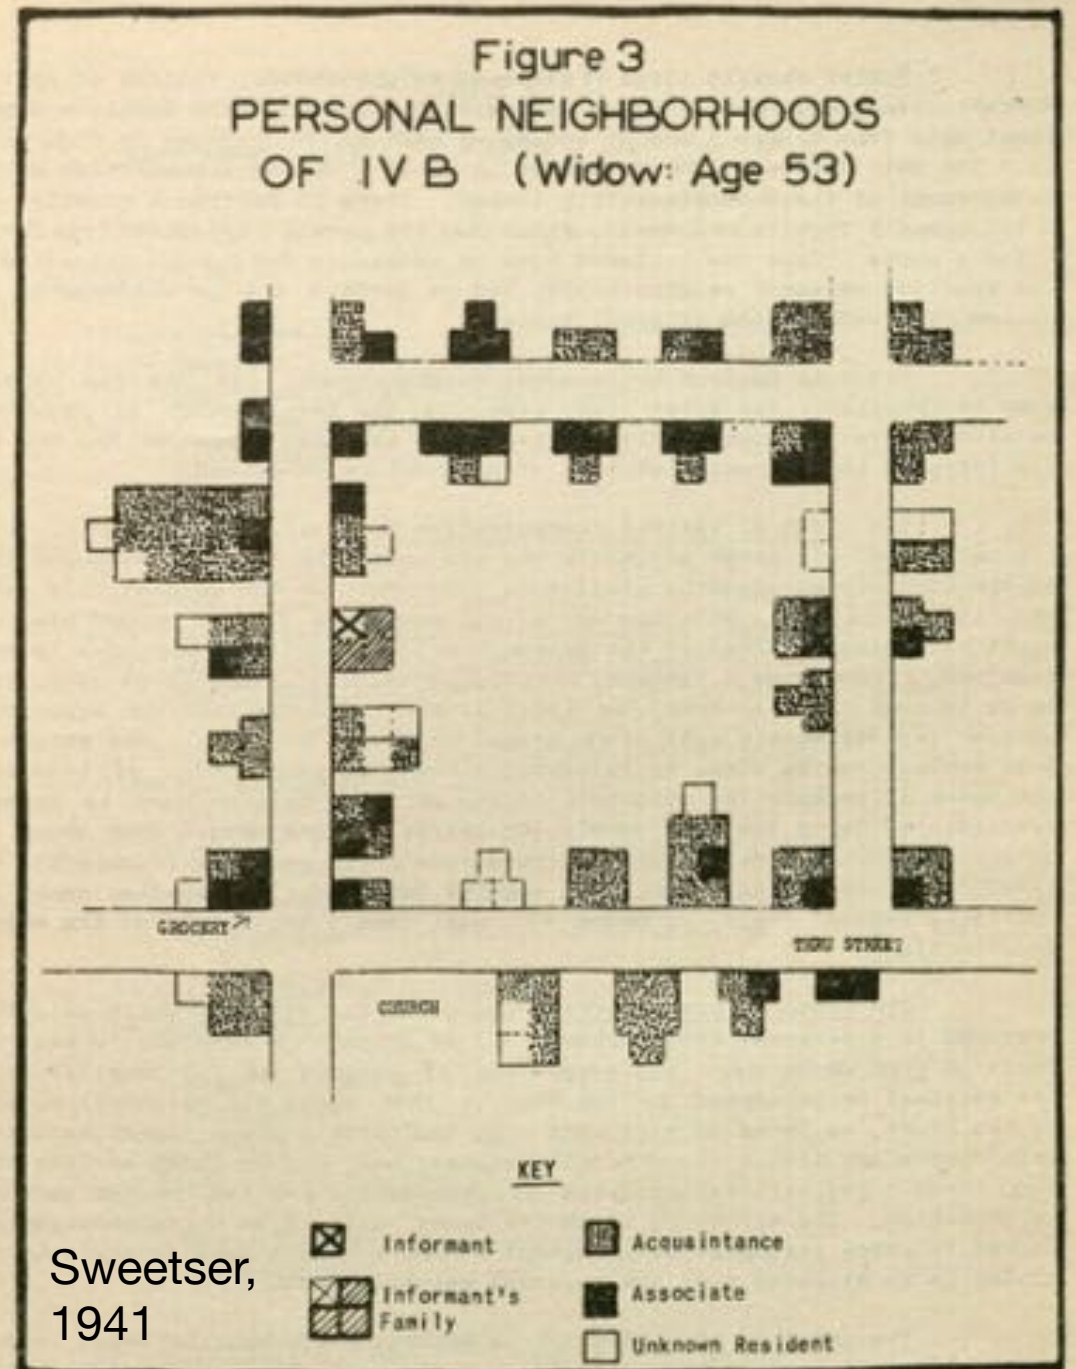 Figure 3
PERSONAL NEIGHBORHOODS
OF IV B (Widow: Age 53)
GROCERY
THRU STREET
CHURCH
KEY
Informant
Informant's
Family
Acquaintance
Associate
Unknown Resident
Sweetser,
1941